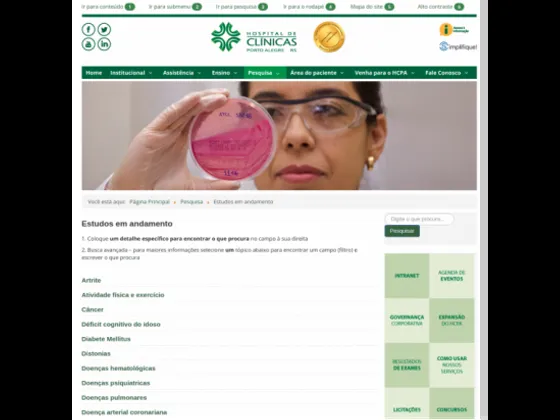 Ir para conteúdo 1 Ir para submenu 2 Ir para pesquisa 3 Ir para o rodapé 4 Mapa do site 5 Alto contraste 6
HOSPITAL DE
CLÍNICAS
PORTO ALEGRE RS
Acesso à
Informação
Simplifique!
Home Institucional Assistência Ensino Pesquisa Área do paciente Venha para o HCPA Fale Conosco
Você está aqui: Página Principal Pesquisa Estudos em andamento
Estudos em andamento
1. Coloque um detalhe específico para encontrar o que procura no campo à sua direita
2. Busca avançada – para maiores informações selecione um tópico abaixo para encontrar um campo (filtro) e
escrever o que procura
Digite o que procura...
Pesquisar
Artrite
Atividade física e exercício
Câncer
Déficit cognitivo do idoso
Diabete Mellitus
Distonias
Doenças hematológicas
Doenças psiquiatricas
Doenças pulmonares
Doença arterial coronariana
INTRANET
AGENDA DE
EVENTOS
GOVERNANÇA
CORPORATIVA
EXPANSÃO
DO HCPA
RESULTADOS
DE EXAMES
COMO USAR
NOSSOS
SERVIÇOS
LICITAÇÕES
CONCURSOS